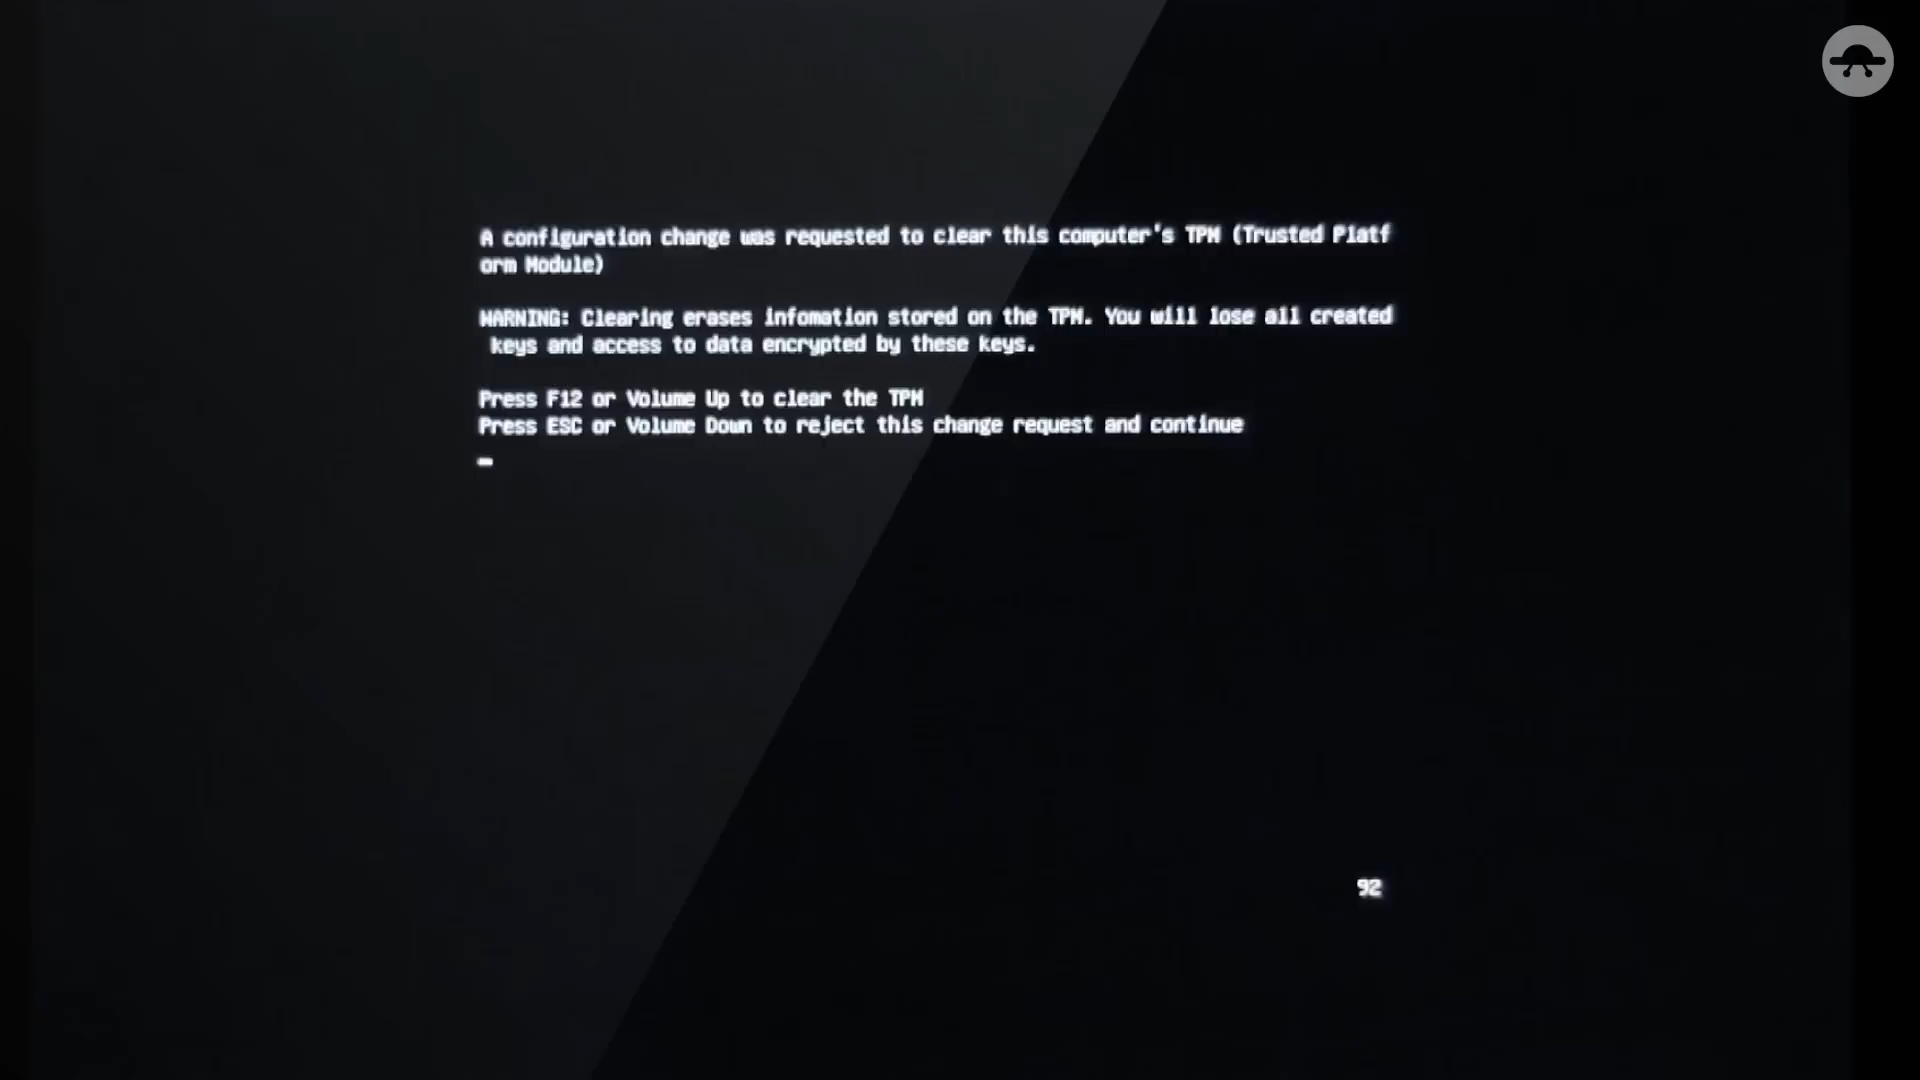 A configuration change was requested to clear this computer's TPM (Trusted Platf
orm Module)
WARNING: Clearing erases infomation stored on the TPM. You will lose all created
keys and access to data encrypted by these keys.
Press F12 or Volume Up to clear the TPM
Press ESC or Volume Down to reject this change request and continue
92